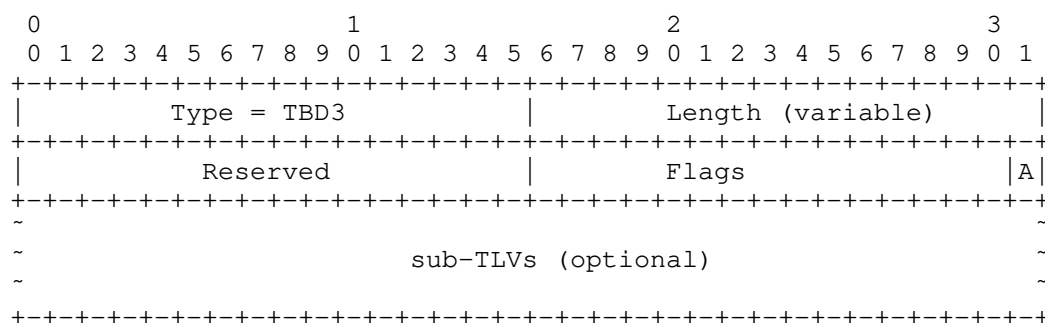 0                   1                   2                   3
 0 1 2 3 4 5 6 7 8 9 0 1 2 3 4 5 6 7 8 9 0 1 2 3 4 5 6 7 8 9 0 1
+-+-+-+-+-+-+-+-+-+-+-+-+-+-+-+-+-+-+-+-+-+-+-+-+-+-+-+-+-+-+-+-+
|         Type = TBD3           |        Length (variable)      |
+-+-+-+-+-+-+-+-+-+-+-+-+-+-+-+-+-+-+-+-+-+-+-+-+-+-+-+-+-+-+-+-+
|           Reserved            |        Flags                |A|
+-+-+-+-+-+-+-+-+-+-+-+-+-+-+-+-+-+-+-+-+-+-+-+-+-+-+-+-+-+-+-+-+
~                                                               ~
~                        sub-TLVs (optional)                    ~
~                                                               ~
+-+-+-+-+-+-+-+-+-+-+-+-+-+-+-+-+-+-+-+-+-+-+-+-+-+-+-+-+-+-+-+-+